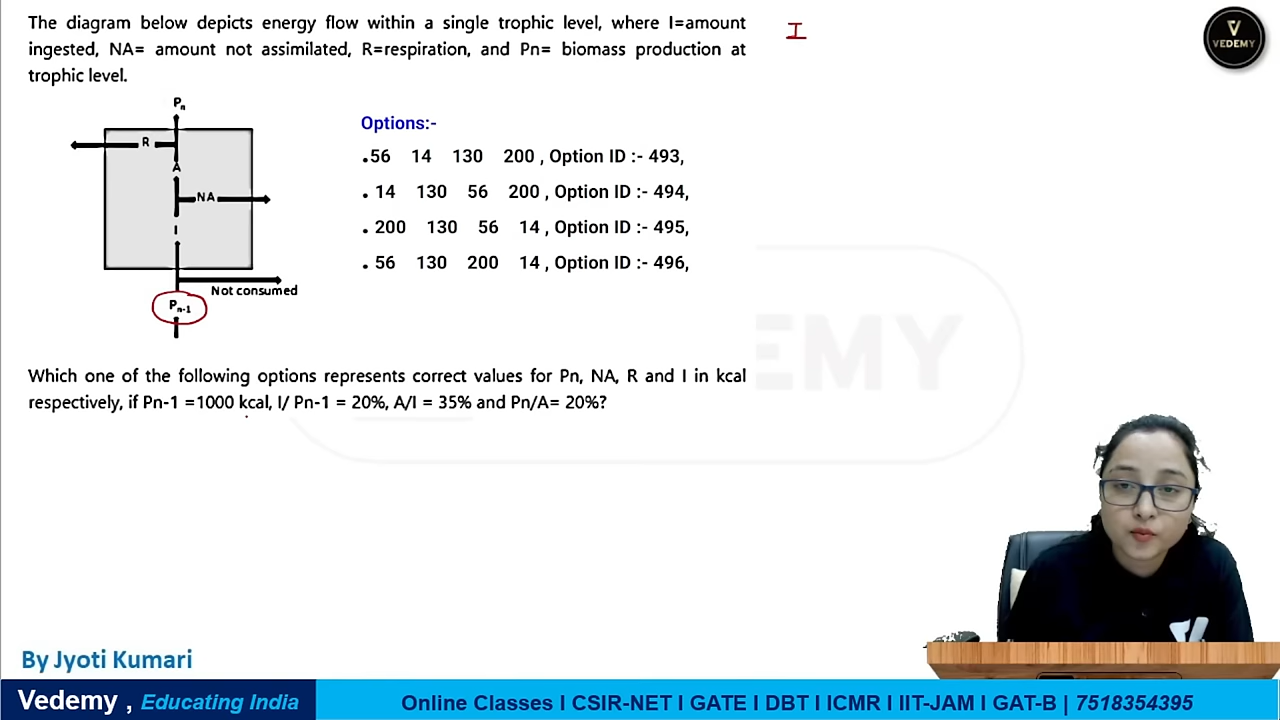 The diagram below depicts energy flow within a single trophic level, where I=amount
ingested, NA= amount not assimilated, R=respiration, and Pn= biomass production at
trophic level.
I
V
VEDEMY
Pn
R
A
NA
I
Not consumed
Pn-1
Options:-
.56 14 130 200 , Option ID :- 493,
. 14 130 56 200 , Option ID :- 494,
. 200 130 56 14 , Option ID :- 495,
. 56 130 200 14 , Option ID :- 496,
EMY
Which one of the following options represents correct values for Pn, NA, R and I in kcal
respectively, if Pn-1 =1000 kcal, I/ Pn-1 = 20%, A/I = 35% and Pn/A= 20%?
By Jyoti Kumari
Vedemy , Educating India
Online Classes I CSIR-NET I GATE I DBT I ICMR I IIT-JAM I GAT-B | 7518354395